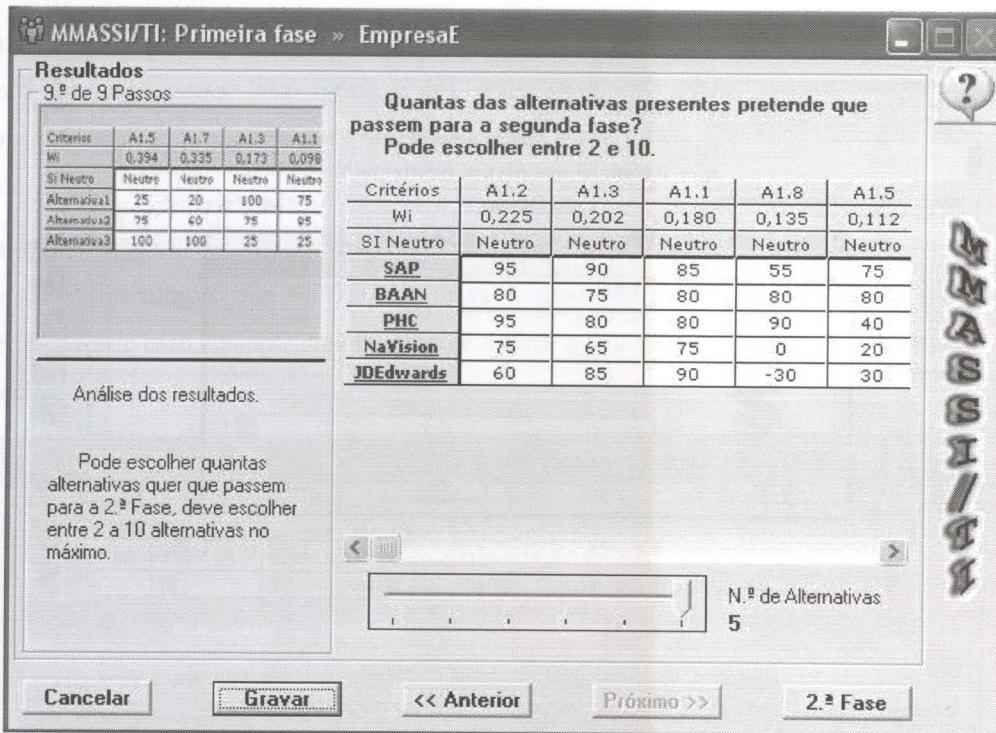 MMASSI/TI: Primeira fase » EmpresaE
Resultados
9.º de 9 Passos
Critérios A1.5 A1.7 A1.3 A1.1
Wi 0,394 0,335 0,173 0,098
SI Neutro Neutro Neutro Neutro Neutro
Alternativa1 25 20 100 75
Alternativa2 75 60 75 95
Alternativa3 100 100 25 25
Análise dos resultados.
Pode escolher quantas
alternativas quer que passem
para a 2.ª Fase, deve escolher
entre 2 a 10 alternativas no
máximo.
Quantas das alternativas presentes pretende que
passem para a segunda fase?
Pode escolher entre 2 e 10.
Critérios A1.2 A1.3 A1.1 A1.8 A1.5
Wi 0,225 0,202 0,180 0,135 0,112
SI Neutro Neutro Neutro Neutro Neutro Neutro
SAP 95 90 85 55 75
BAAN 80 75 80 80 80
PHC 95 80 80 90 40
NaVision 75 65 75 0 20
JDEdwards 60 85 90 -30 30
N.º de Alternativas
5
?
MMASSI/TI
Cancelar
Gravar
<< Anterior
Próximo >>
2.ª Fase